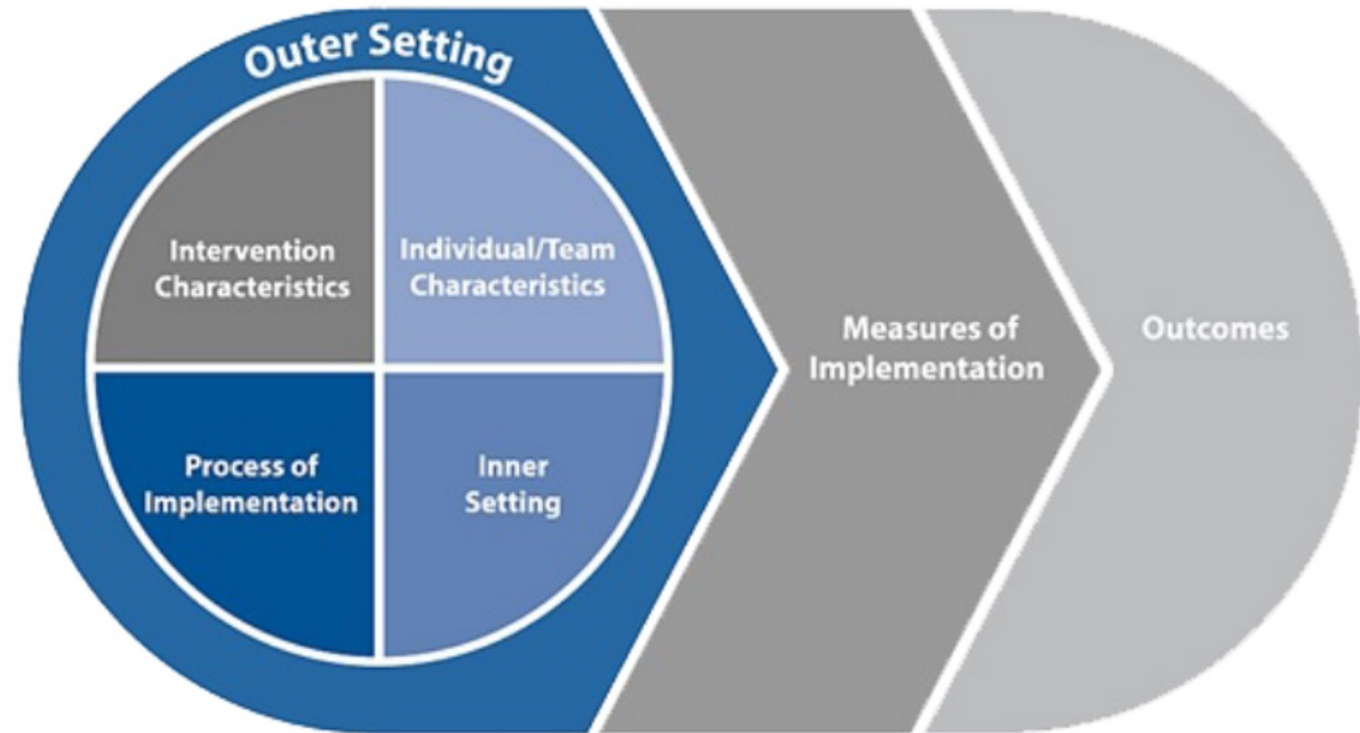 Outer Setting
Intervention
Characteristics
Individual/Team
Characteristics
Process of
Implementation
Inner
Setting
Measures of
Implementation
Outcomes